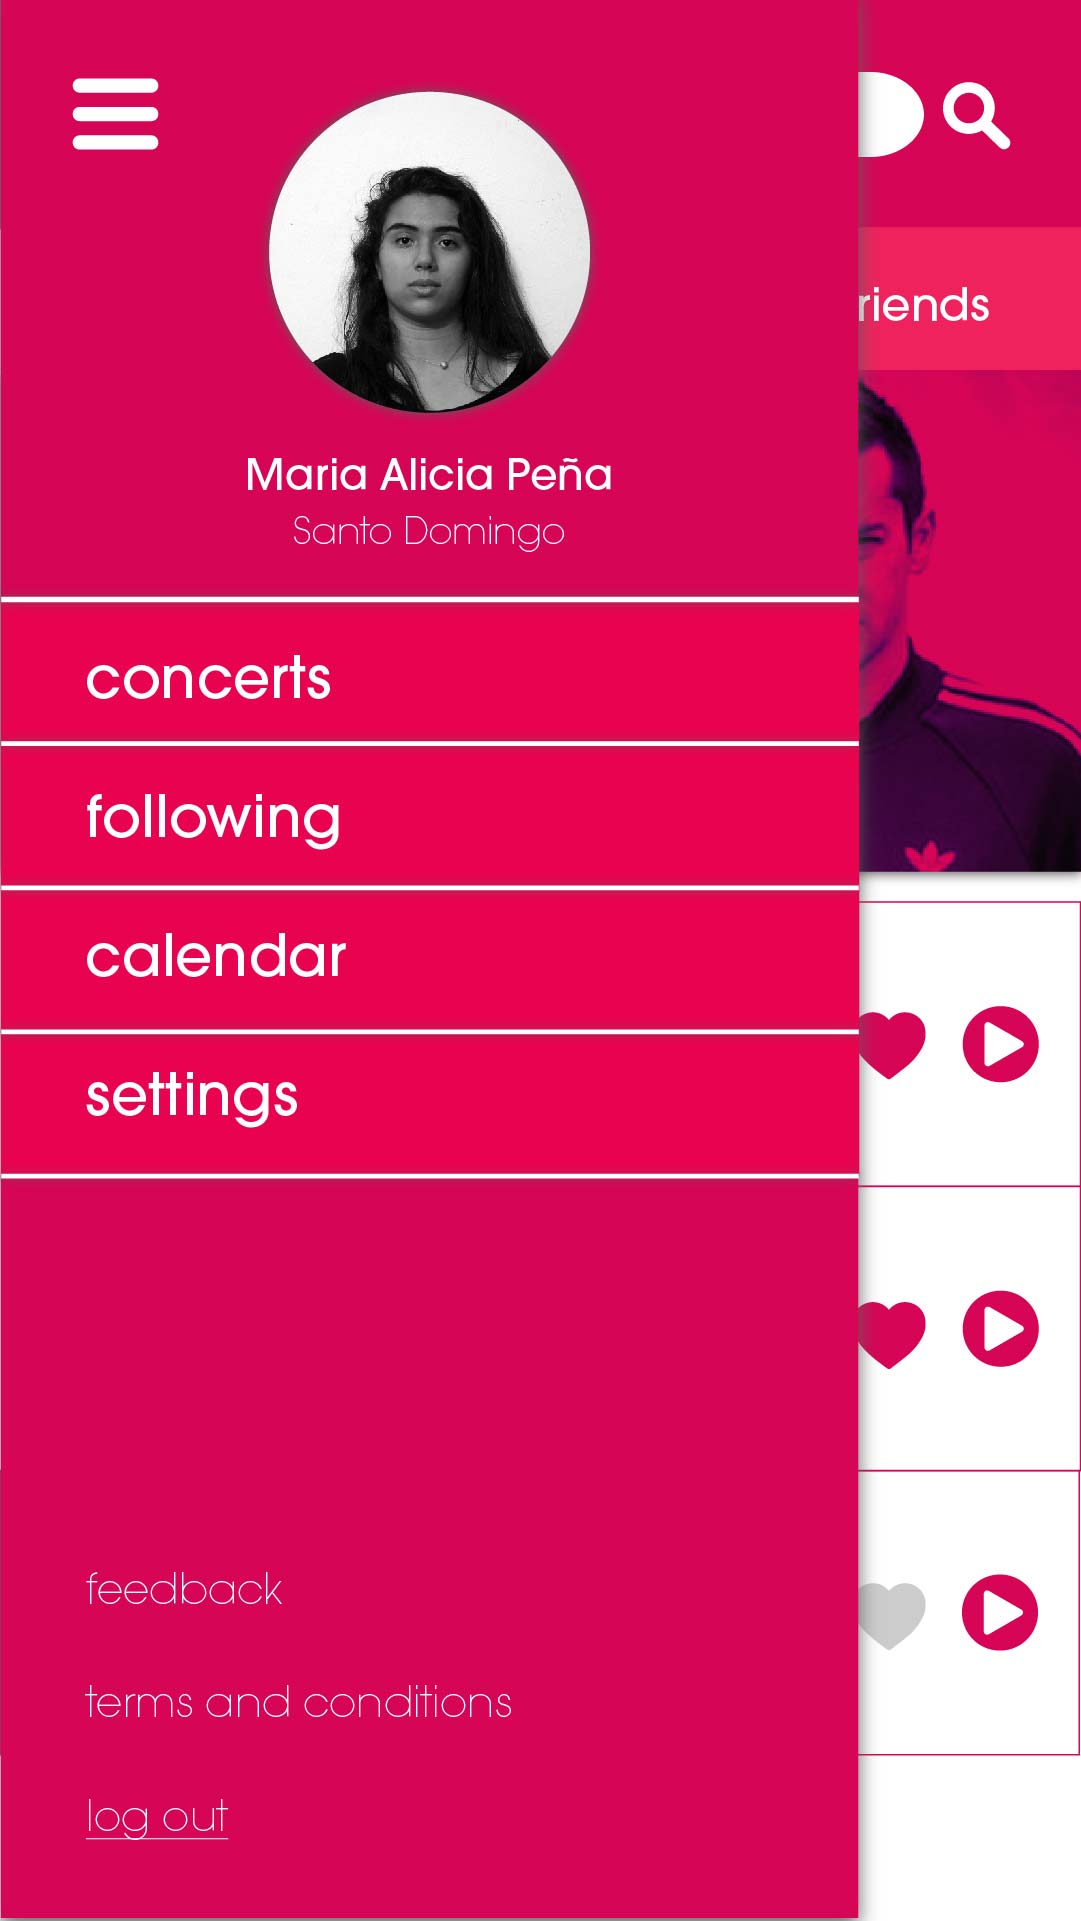 Maria Alicia Peña
Santo Domingo
concerts
following
calendar
settings
feedback
terms and conditions
log out
riends